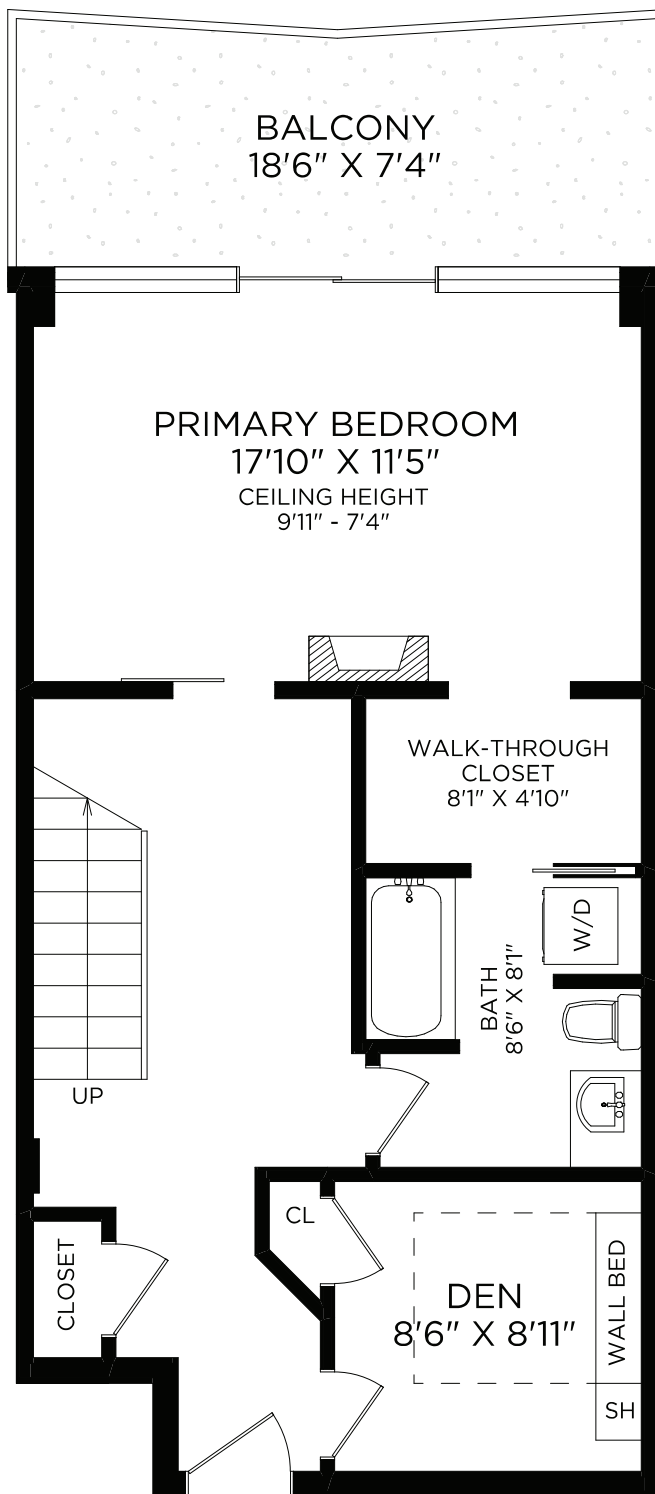 BALCONY
18'6" X 7'4"
PRIMARY BEDROOM
17'10" X 11'5"
CEILING HEIGHT
9'11" - 7'4"
WALK-THROUGH
CLOSET
8'1" X 4'10"
W/D
BATH
8'6" X 8'1"
UP
CL
CLOSET
DEN
8'6" X 8'11"
WALL BED
SH